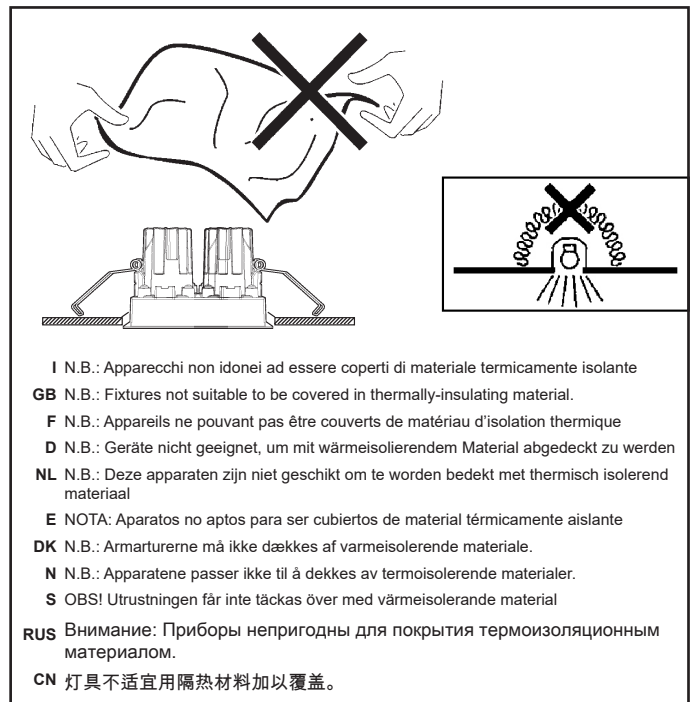 I N.B.: Apparecchi non idonei ad essere coperti di materiale termicamente isolante
GB N.B.: Fixtures not suitable to be covered in thermally-insulating material.
F N.B.: Appareils ne pouvant pas être couverts de matériau d'isolation thermique
D N.B.: Geräte nicht geeignet, um mit wärmeisolierendem Material abgedeckt zu werden
NL N.B.: Deze apparaten zijn niet geschikt om te worden bedekt met thermisch isolerend
materiaal
E NOTA: Aparatos no aptos para ser cubiertos de material térmicamente aislante
DK N.B.: Armarturerne må ikke dækkes af varmeisolerende materiale.
N N.B.: Apparatene passer ikke til å dekkes av termoisolerende materialer.
S OBS! Utrustningen får inte täckas över med värmeisolerande material
RUS Внимание: Приборы непригодны для покрытия термоизоляционным
материалом.
CN 灯具不适宜用隔热材料加以覆盖。